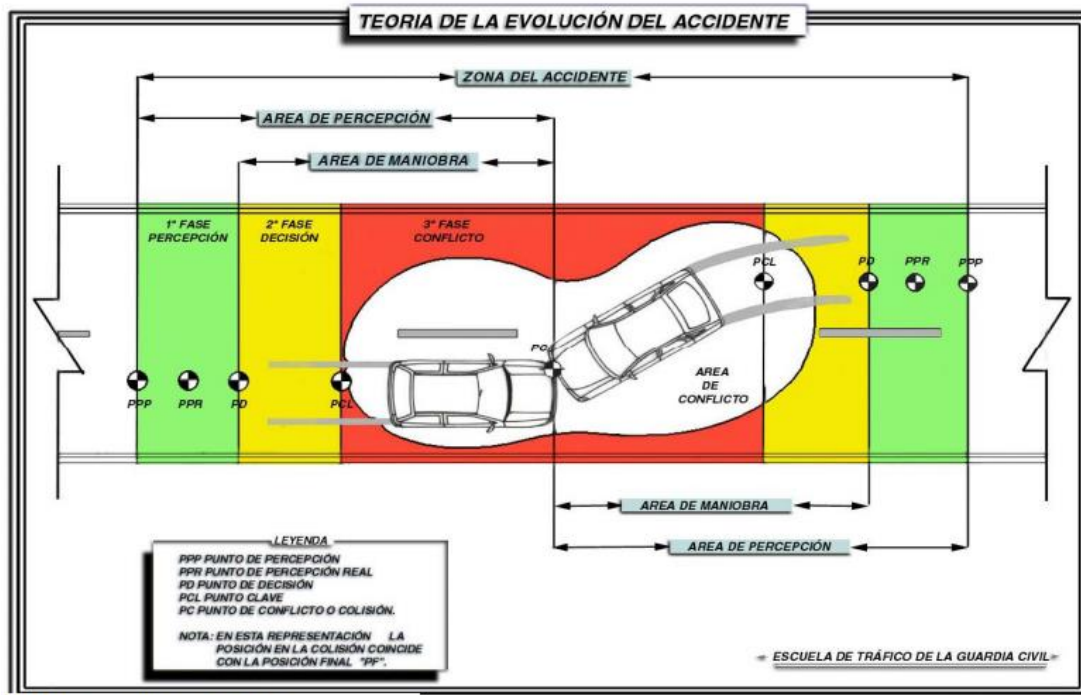 TEORIA DE LA EVOLUCIÓN DEL ACCIDENTE
ZONA DEL ACCIDENTE
AREA DE PERCEPCIÓN
AREA DE MANIOBRA
1ª FASE
PERCEPCIÓN
2ª FASE
DECISIÓN
3ª FASE
CONFLICTO
PCL
PD
PPR
PPP
PC
AREA
DE
CONFLICTO
PPP
PPR
PD
PCL
AREA DE MANIOBRA
AREA DE PERCEPCIÓN
LEYENDA
PPP PUNTO DE PERCEPCIÓN
PPR PUNTO DE PERCEPCIÓN REAL
PD PUNTO DE DECISIÓN
PCL PUNTO CLAVE
PC PUNTO DE CONFLICTO O COLISIÓN.
NOTA: EN ESTA REPRESENTACIÓN LA
POSICIÓN EN LA COLISIÓN COINCIDE
CON LA POSICIÓN FINAL "PF".
ESCUELA DE TRÁFICO DE LA GUARDIA CIVIL